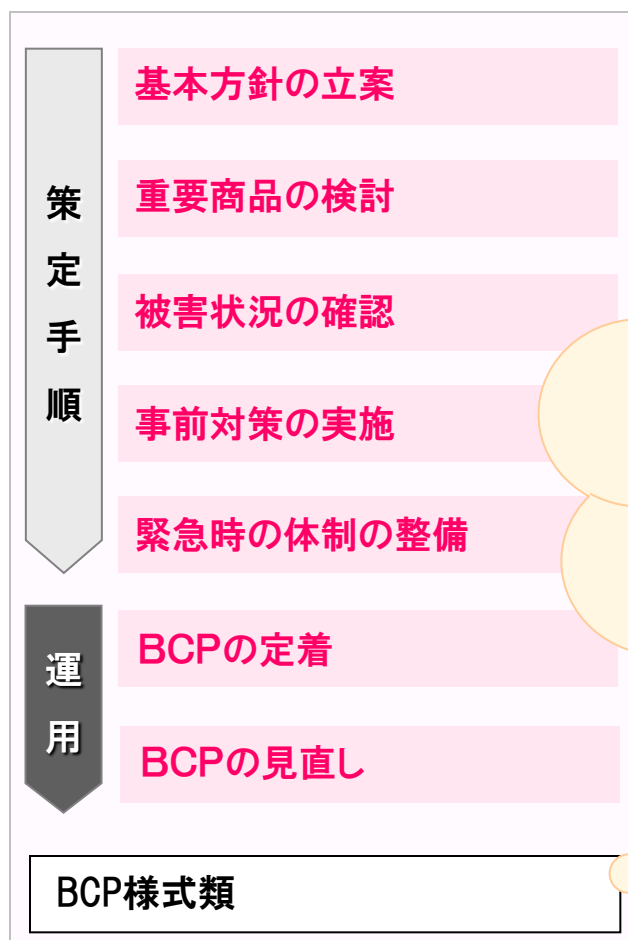 策定手順
基本方針の立案
重要商品の検討
被害状況の確認
事前対策の実施
緊急時の体制の整備
運用
BCPの定着
BCPの見直し
BCP様式類